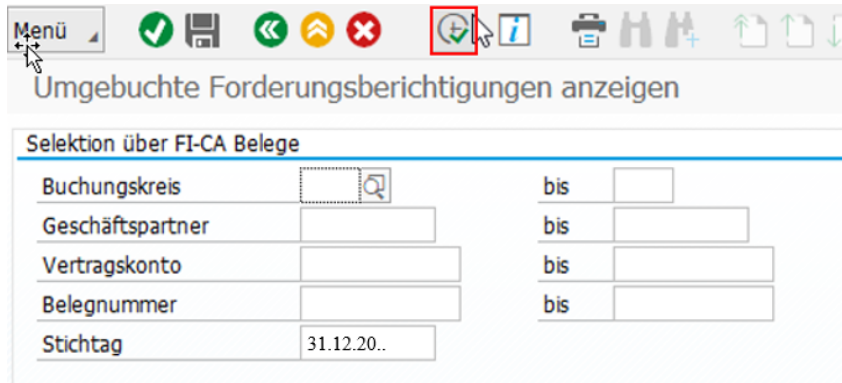 Menü
Umgebuchte Forderungsberichtigungen anzeigen
Selektion über FI-CA Belege
Buchungskreis bis
Geschäftspartner bis
Vertragskonto bis
Belegnummer bis
Stichtag 31.12.20..